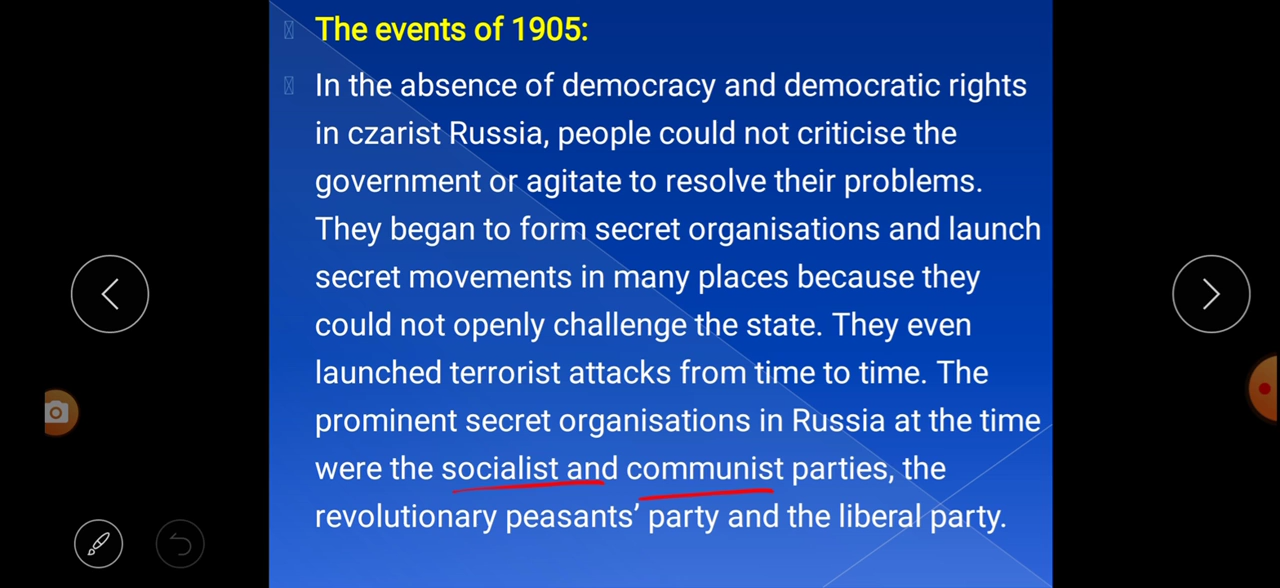 The events of 1905:
In the absence of democracy and democratic rights
in czarist Russia, people could not criticise the
government or agitate to resolve their problems.
They began to form secret organisations and launch
secret movements in many places because they
could not openly challenge the state. They even
launched terrorist attacks from time to time. The
prominent secret organisations in Russia at the time
were the socialist and communist parties, the
revolutionary peasants’ party and the liberal party.